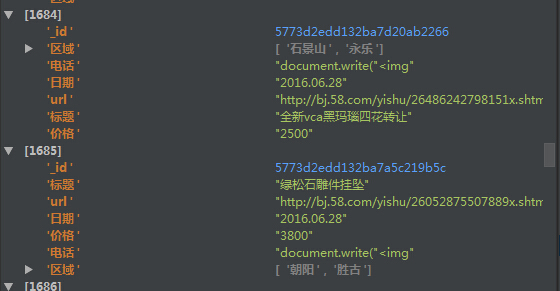 [1684]
'_id ' 5773d2edd132ba7d20ab2266
'区域 ' [ '石景山 ' , '永乐 ' ]
'电话 ' "document.write("<img"
'日期 ' "2016.06.28"
'url ' "http://bj.58.com/yishu/26486242798151x.shtm
'标题 ' "全新vca黑玛瑙四花转让"
'价格 ' "2500"
[1685]
'_id ' 5773d2edd132ba7a5c219b5c
'标题 ' "绿松石雕件挂坠"
'url ' "http://bj.58.com/yishu/26052875507889x.shtm
'日期 ' "2016.06.28"
'价格 ' "3800"
'电话 ' "document.write("<img"
'区域 ' [ '朝阳 ' , '胜古 ' ]
[1686]